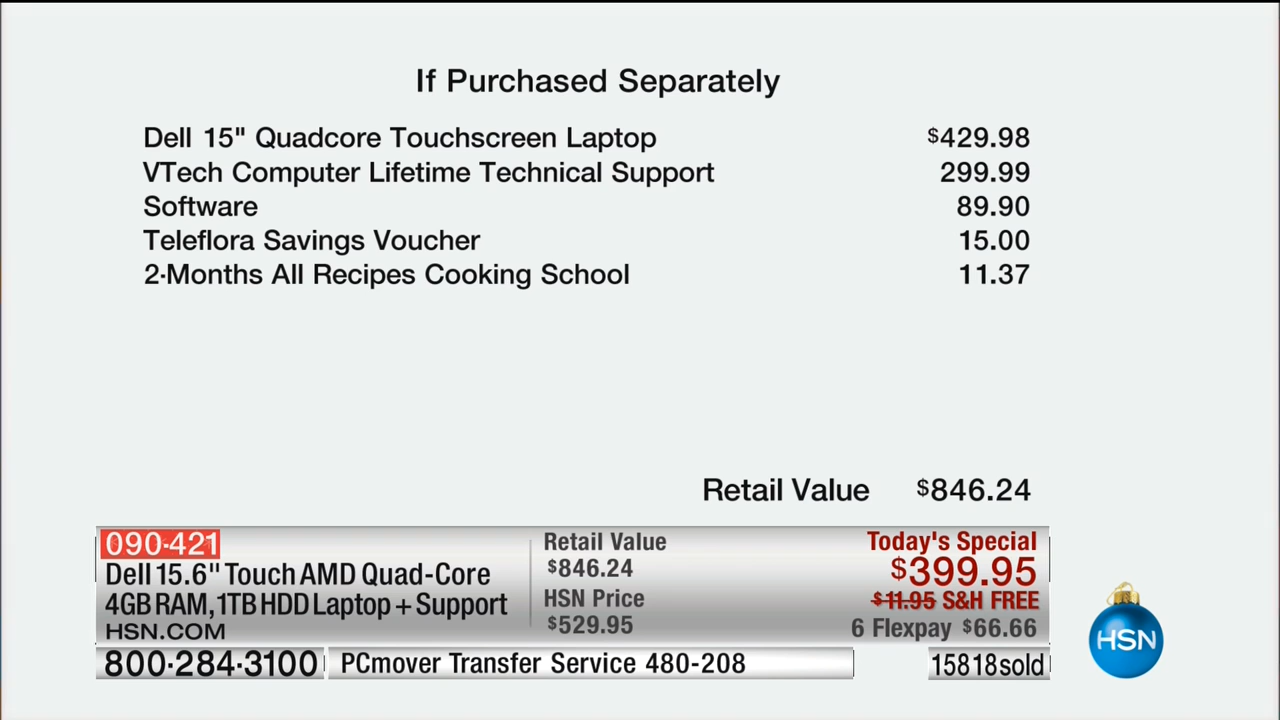 If Purchased Separately
Dell 15" Quadcore Touchscreen Laptop $429.98
VTech Computer Lifetime Technical Support 299.99
Software 89.90
Teleflora Savings Voucher 15.00
2-Months All Recipes Cooking School 11.37
Retail Value $846.24
090-421
Dell 15.6" Touch AMD Quad-Core
4GB RAM, 1TB HDD Laptop + Support
HSN.COM
Retail Value
$846.24
HSN Price
$529.95
Today's Special
$399.95
$11.95 S&H FREE
6 Flexpay $66.66
HSN
800-284-3100 PCmover Transfer Service 480-208 15818 sold